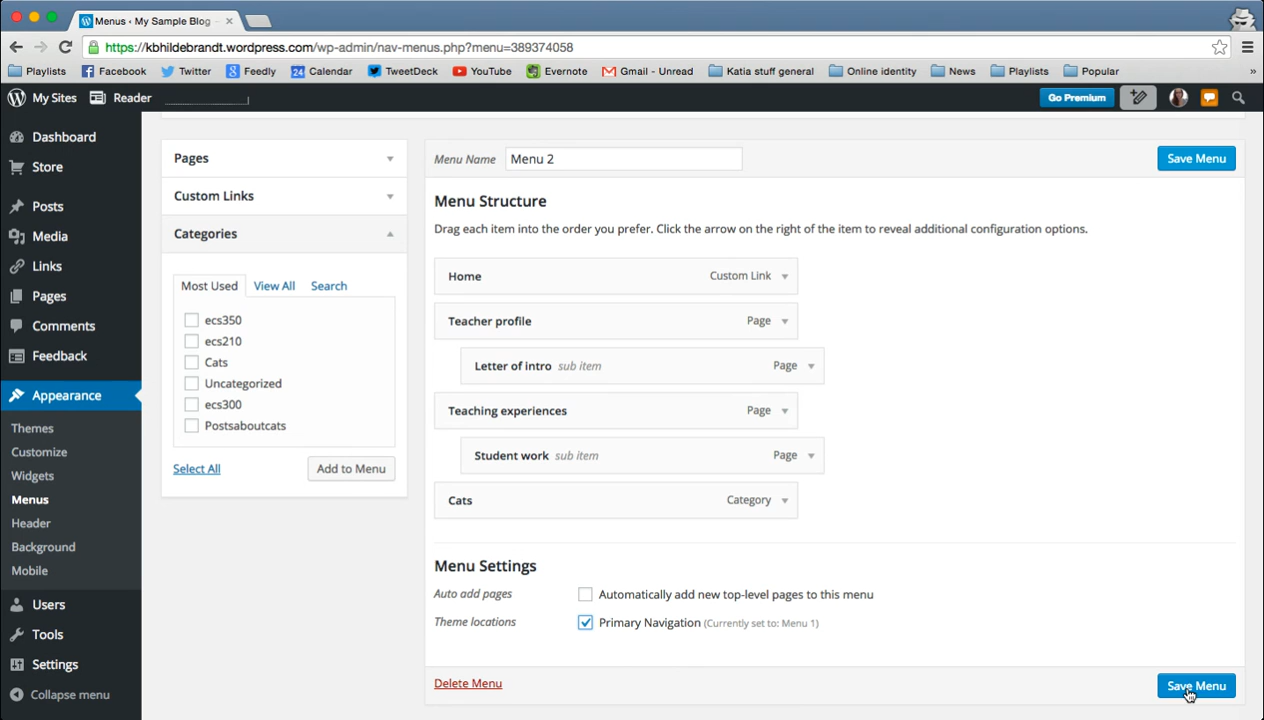 Menus ‹ My Sample Blog
https://kbhildebrandt.wordpress.com/wp-admin/nav-menus.php?menu=389374058
Playlists Facebook Twitter Feedly Calendar TweetDeck YouTube Evernote Gmail - Unread Katia stuff general Online identity News Playlists Popular »
My Sites Reader Go Premium
Dashboard
Store
Posts
Media
Links
Pages
Comments
Feedback
Appearance
Themes
Customize
Widgets
Menus
Header
Background
Mobile
Users
Tools
Settings
Collapse menu
Pages
Custom Links
Categories
Most Used View All Search
ecs350
ecs210
Cats
Uncategorized
ecs300
Postsaboutcats
Select All Add to Menu
Menu Name Menu 2 Save Menu
Menu Structure
Drag each item into the order you prefer. Click the arrow on the right of the item to reveal additional configuration options.
Home Custom Link
Teacher profile Page
Letter of intro sub item Page
Teaching experiences Page
Student work sub item Page
Cats Category
Menu Settings
Auto add pages Automatically add new top-level pages to this menu
Theme locations Primary Navigation (Currently set to: Menu 1)
Delete Menu Save Menu